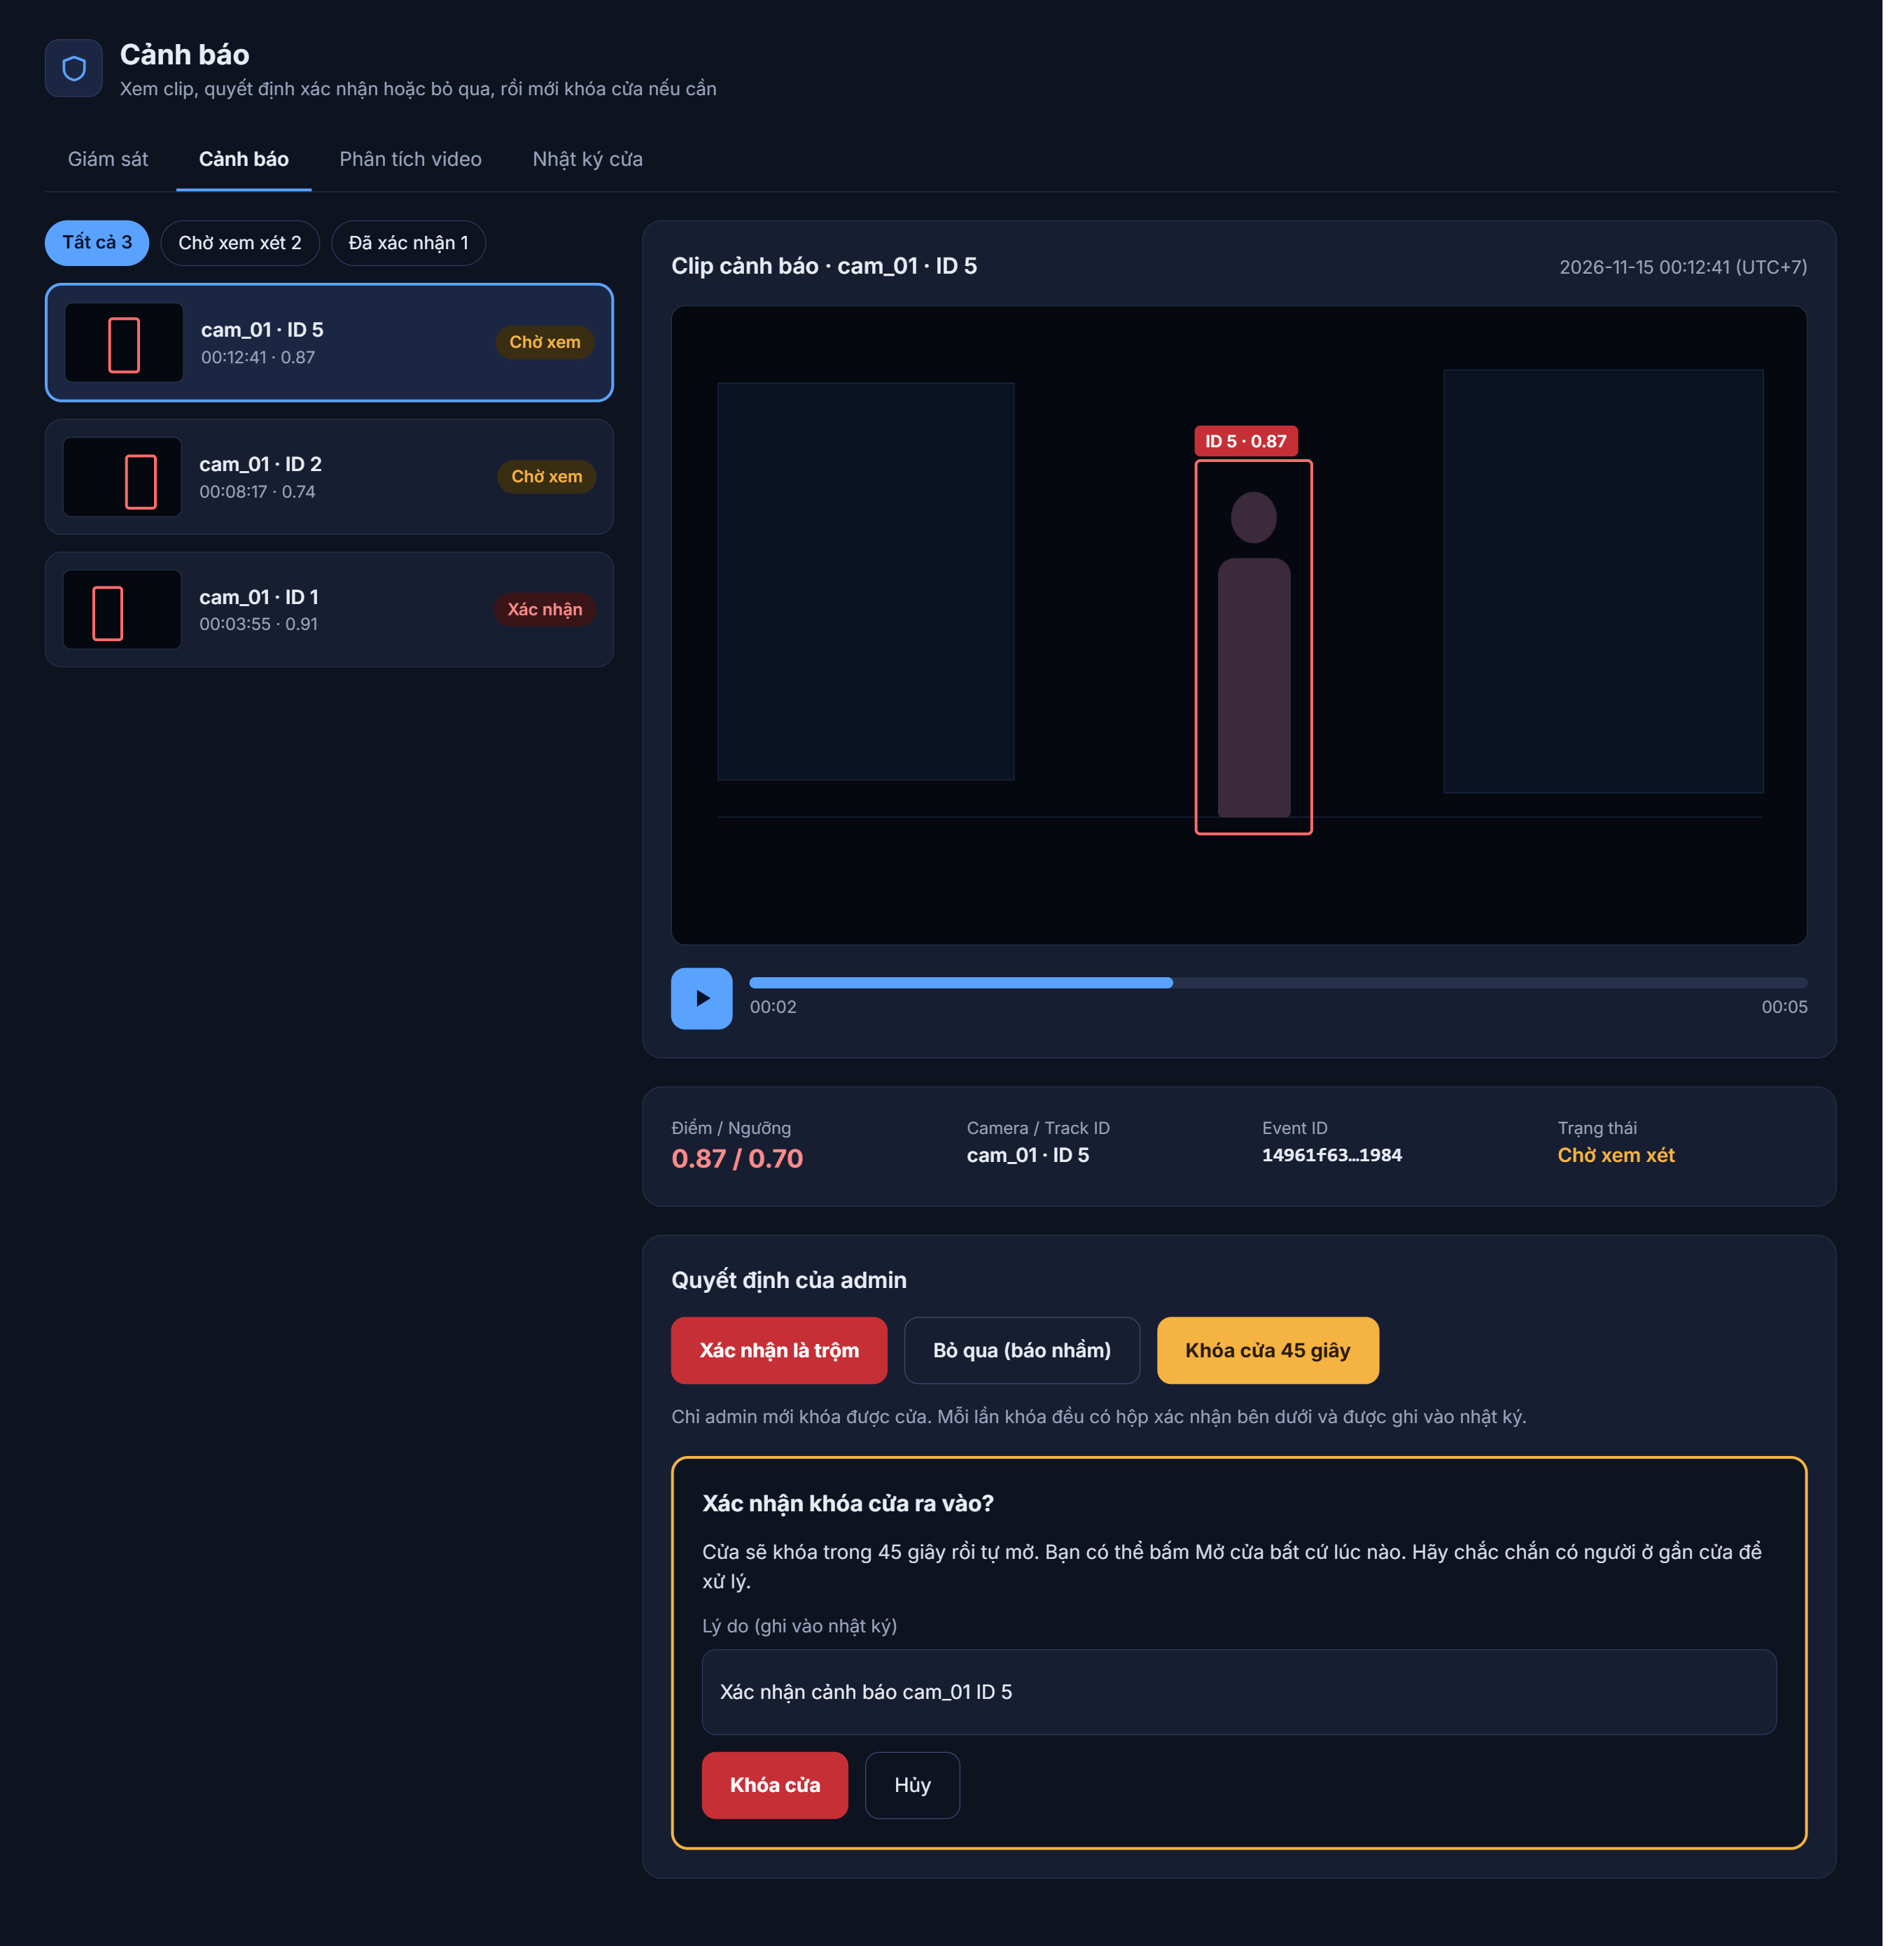 Cảnh báo
Xem clip, quyết định xác nhận hoặc bỏ qua, rồi mới khóa cửa nếu cần
Giám sát
Cảnh báo
Phân tích video
Nhật ký cửa
Tất cả 3
Chờ xem xét 2
Đã xác nhận 1
cam_01 · ID 5
00:12:41 · 0.87
Chờ xem
cam_01 · ID 2
00:08:17 · 0.74
Chờ xem
cam_01 · ID 1
00:03:55 · 0.91
Xác nhận
Clip cảnh báo · cam_01 · ID 5
2026-11-15 00:12:41 (UTC+7)
ID 5 · 0.87
00:02
00:05
Điểm / Ngưỡng
0.87 / 0.70
Camera / Track ID
cam_01 · ID 5
Event ID
14961f63…1984
Trạng thái
Chờ xem xét
Quyết định của admin
Xác nhận là trộm
Bỏ qua (báo nhầm)
Khóa cửa 45 giây
Chỉ admin mới khóa được cửa. Mỗi lần khóa đều có hộp xác nhận bên dưới và được ghi vào nhật ký.
Xác nhận khóa cửa ra vào?
Cửa sẽ khóa trong 45 giây rồi tự mở. Bạn có thể bấm Mở cửa bất cứ lúc nào. Hãy chắc chắn có người ở gần cửa để
xử lý.
Lý do (ghi vào nhật ký)
Xác nhận cảnh báo cam_01 ID 5
Khóa cửa
Hủy